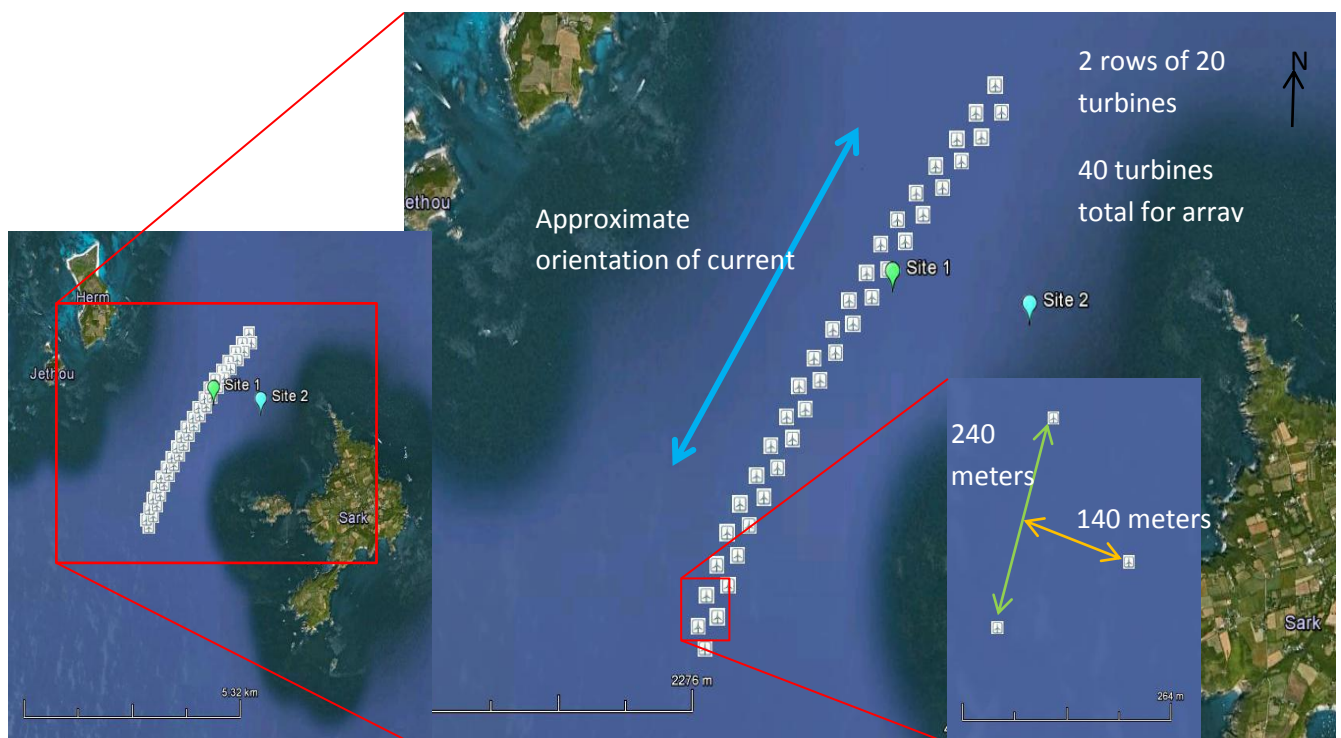 2 rows of 20
turbines
N
40 turbines
total for arrav
ethou
Approximate
orientation of current
Site 1
Site 2
Herm
Jethou
Site 1
Site 2
Sark
5.32 km
2276 m
240
meters
140 meters
264 m
Sark